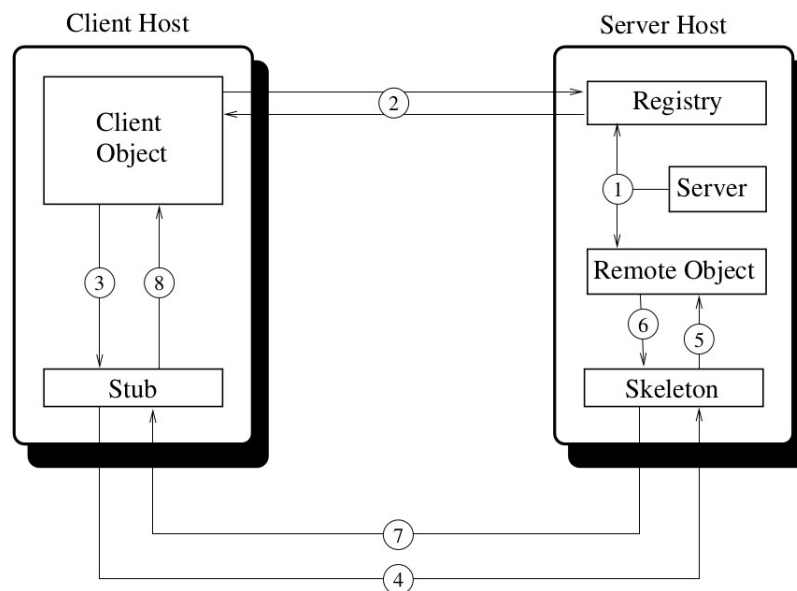 Client Host
Server Host
Client
Object
2
Registry
1
Server
Remote Object
3
8
6
5
Stub
Skeleton
7
4